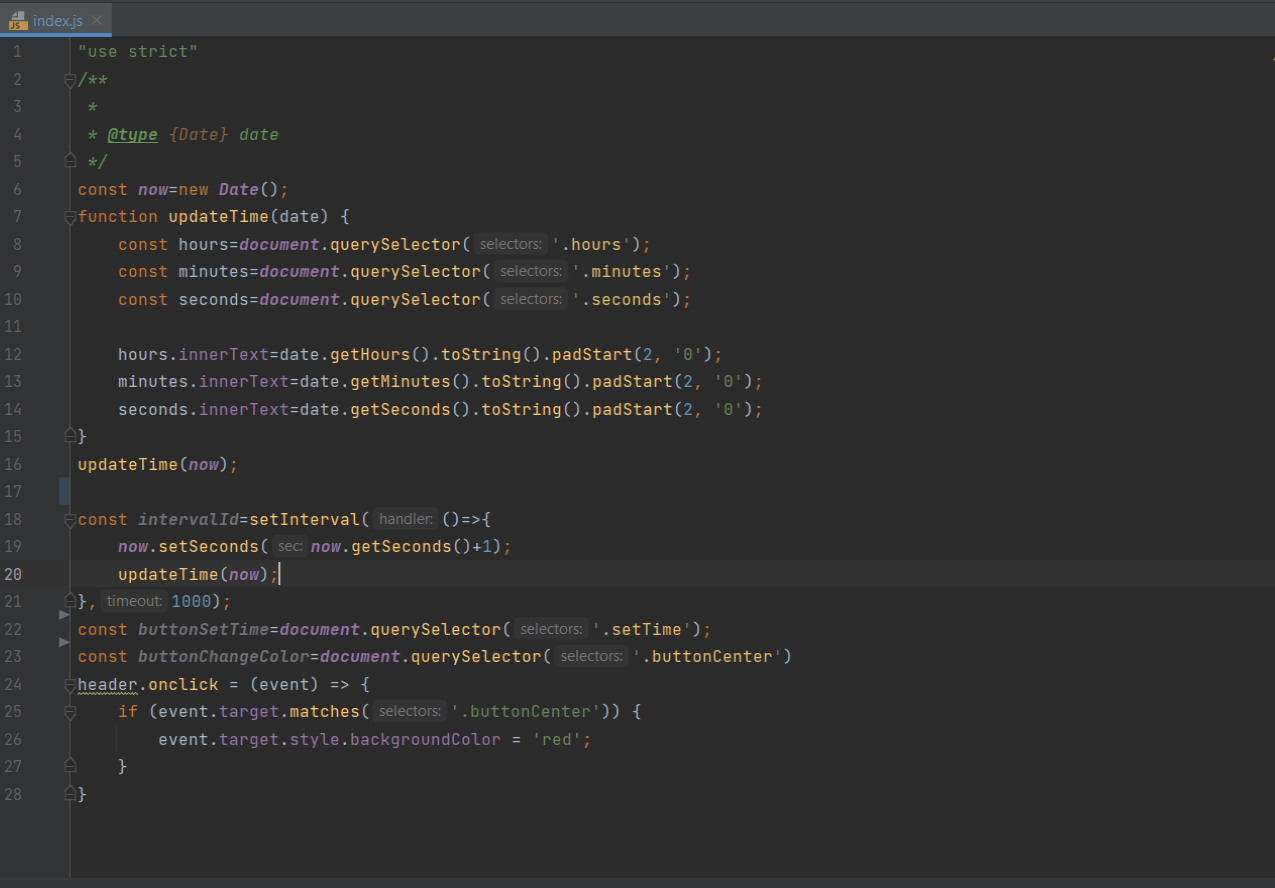 JS index.js ×
1 "use strict"
2 /**
3  *
4  * @type {Date} date
5  */
6 const now=new Date();
7 function updateTime(date) {
8     const hours=document.querySelector( selectors: '.hours');
9     const minutes=document.querySelector( selectors: '.minutes');
10     const seconds=document.querySelector( selectors: '.seconds');
11
12     hours.innerText=date.getHours().toString().padStart(2, '0');
13     minutes.innerText=date.getMinutes().toString().padStart(2, '0');
14     seconds.innerText=date.getSeconds().toString().padStart(2, '0');
15 }
16 updateTime(now);
17
18 const intervalId=setInterval( handler: ()=>{
19     now.setSeconds( sec: now.getSeconds()+1);
20     updateTime(now);
21 }, timeout: 1000);
22 const buttonSetTime=document.querySelector( selectors: '.setTime');
23 const buttonChangeColor=document.querySelector( selectors: '.buttonCenter')
24 header.onclick = (event) => {
25     if (event.target.matches( selectors: '.buttonCenter')) {
26         event.target.style.backgroundColor = 'red';
27     }
28 }